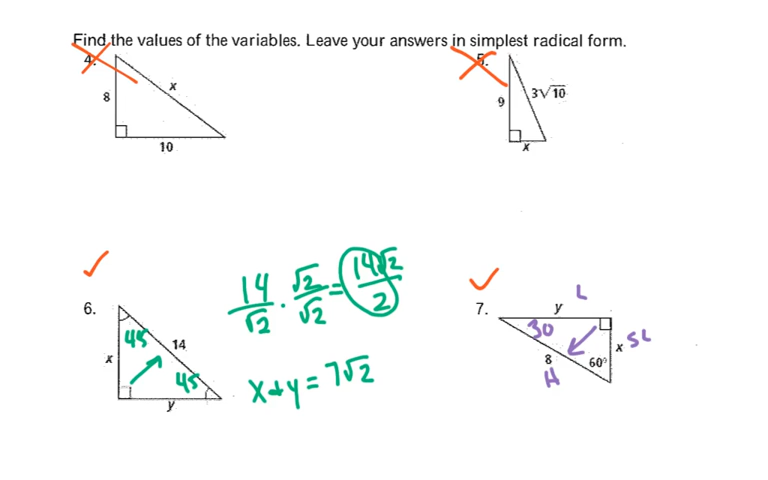 Find the values of the variables. Leave your answers in simplest radical form.
4.
8
x
10
5.
9
3√10
x
6.
45
14
x
45
y
14/√2 · √2/√2 = 14√2/2
x + y = 7√2
7.
y
L
30
x
SL
8
60°
H